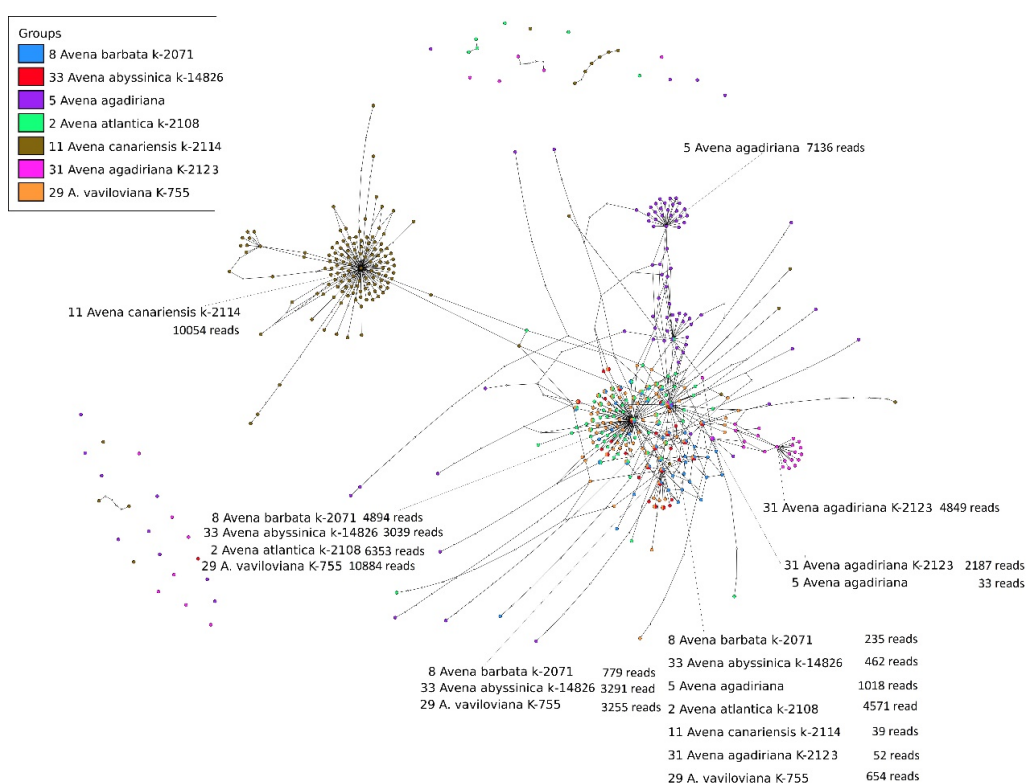 Groups
8 Avena barbata k-2071
33 Avena abyssinica k-14826
5 Avena agadiriana
2 Avena atlantica k-2108
11 Avena canariensis k-2114
31 Avena agadiriana K-2123
29 A. vaviloviana K-755
5 Avena agadiriana 7136 reads
11 Avena canariensis k-2114
10054 reads
31 Avena agadiriana K-2123 4849 reads
8 Avena barbata k-2071 4894 reads
33 Avena abyssinica k-14826 3039 reads
2 Avena atlantica k-2108 6353 reads
29 A. vaviloviana K-755 10884 reads
31 Avena agadiriana K-2123 2187 reads
5 Avena agadiriana 33 reads
8 Avena barbata k-2071 779 reads
33 Avena abyssinica k-14826 3291 read
29 A. vaviloviana K-755 3255 reads
8 Avena barbata k-2071 235 reads
33 Avena abyssinica k-14826 462 reads
5 Avena agadiriana 1018 reads
2 Avena atlantica k-2108 4571 read
11 Avena canariensis k-2114 39 reads
31 Avena agadiriana K-2123 52 reads
29 A. vaviloviana K-755 654 reads